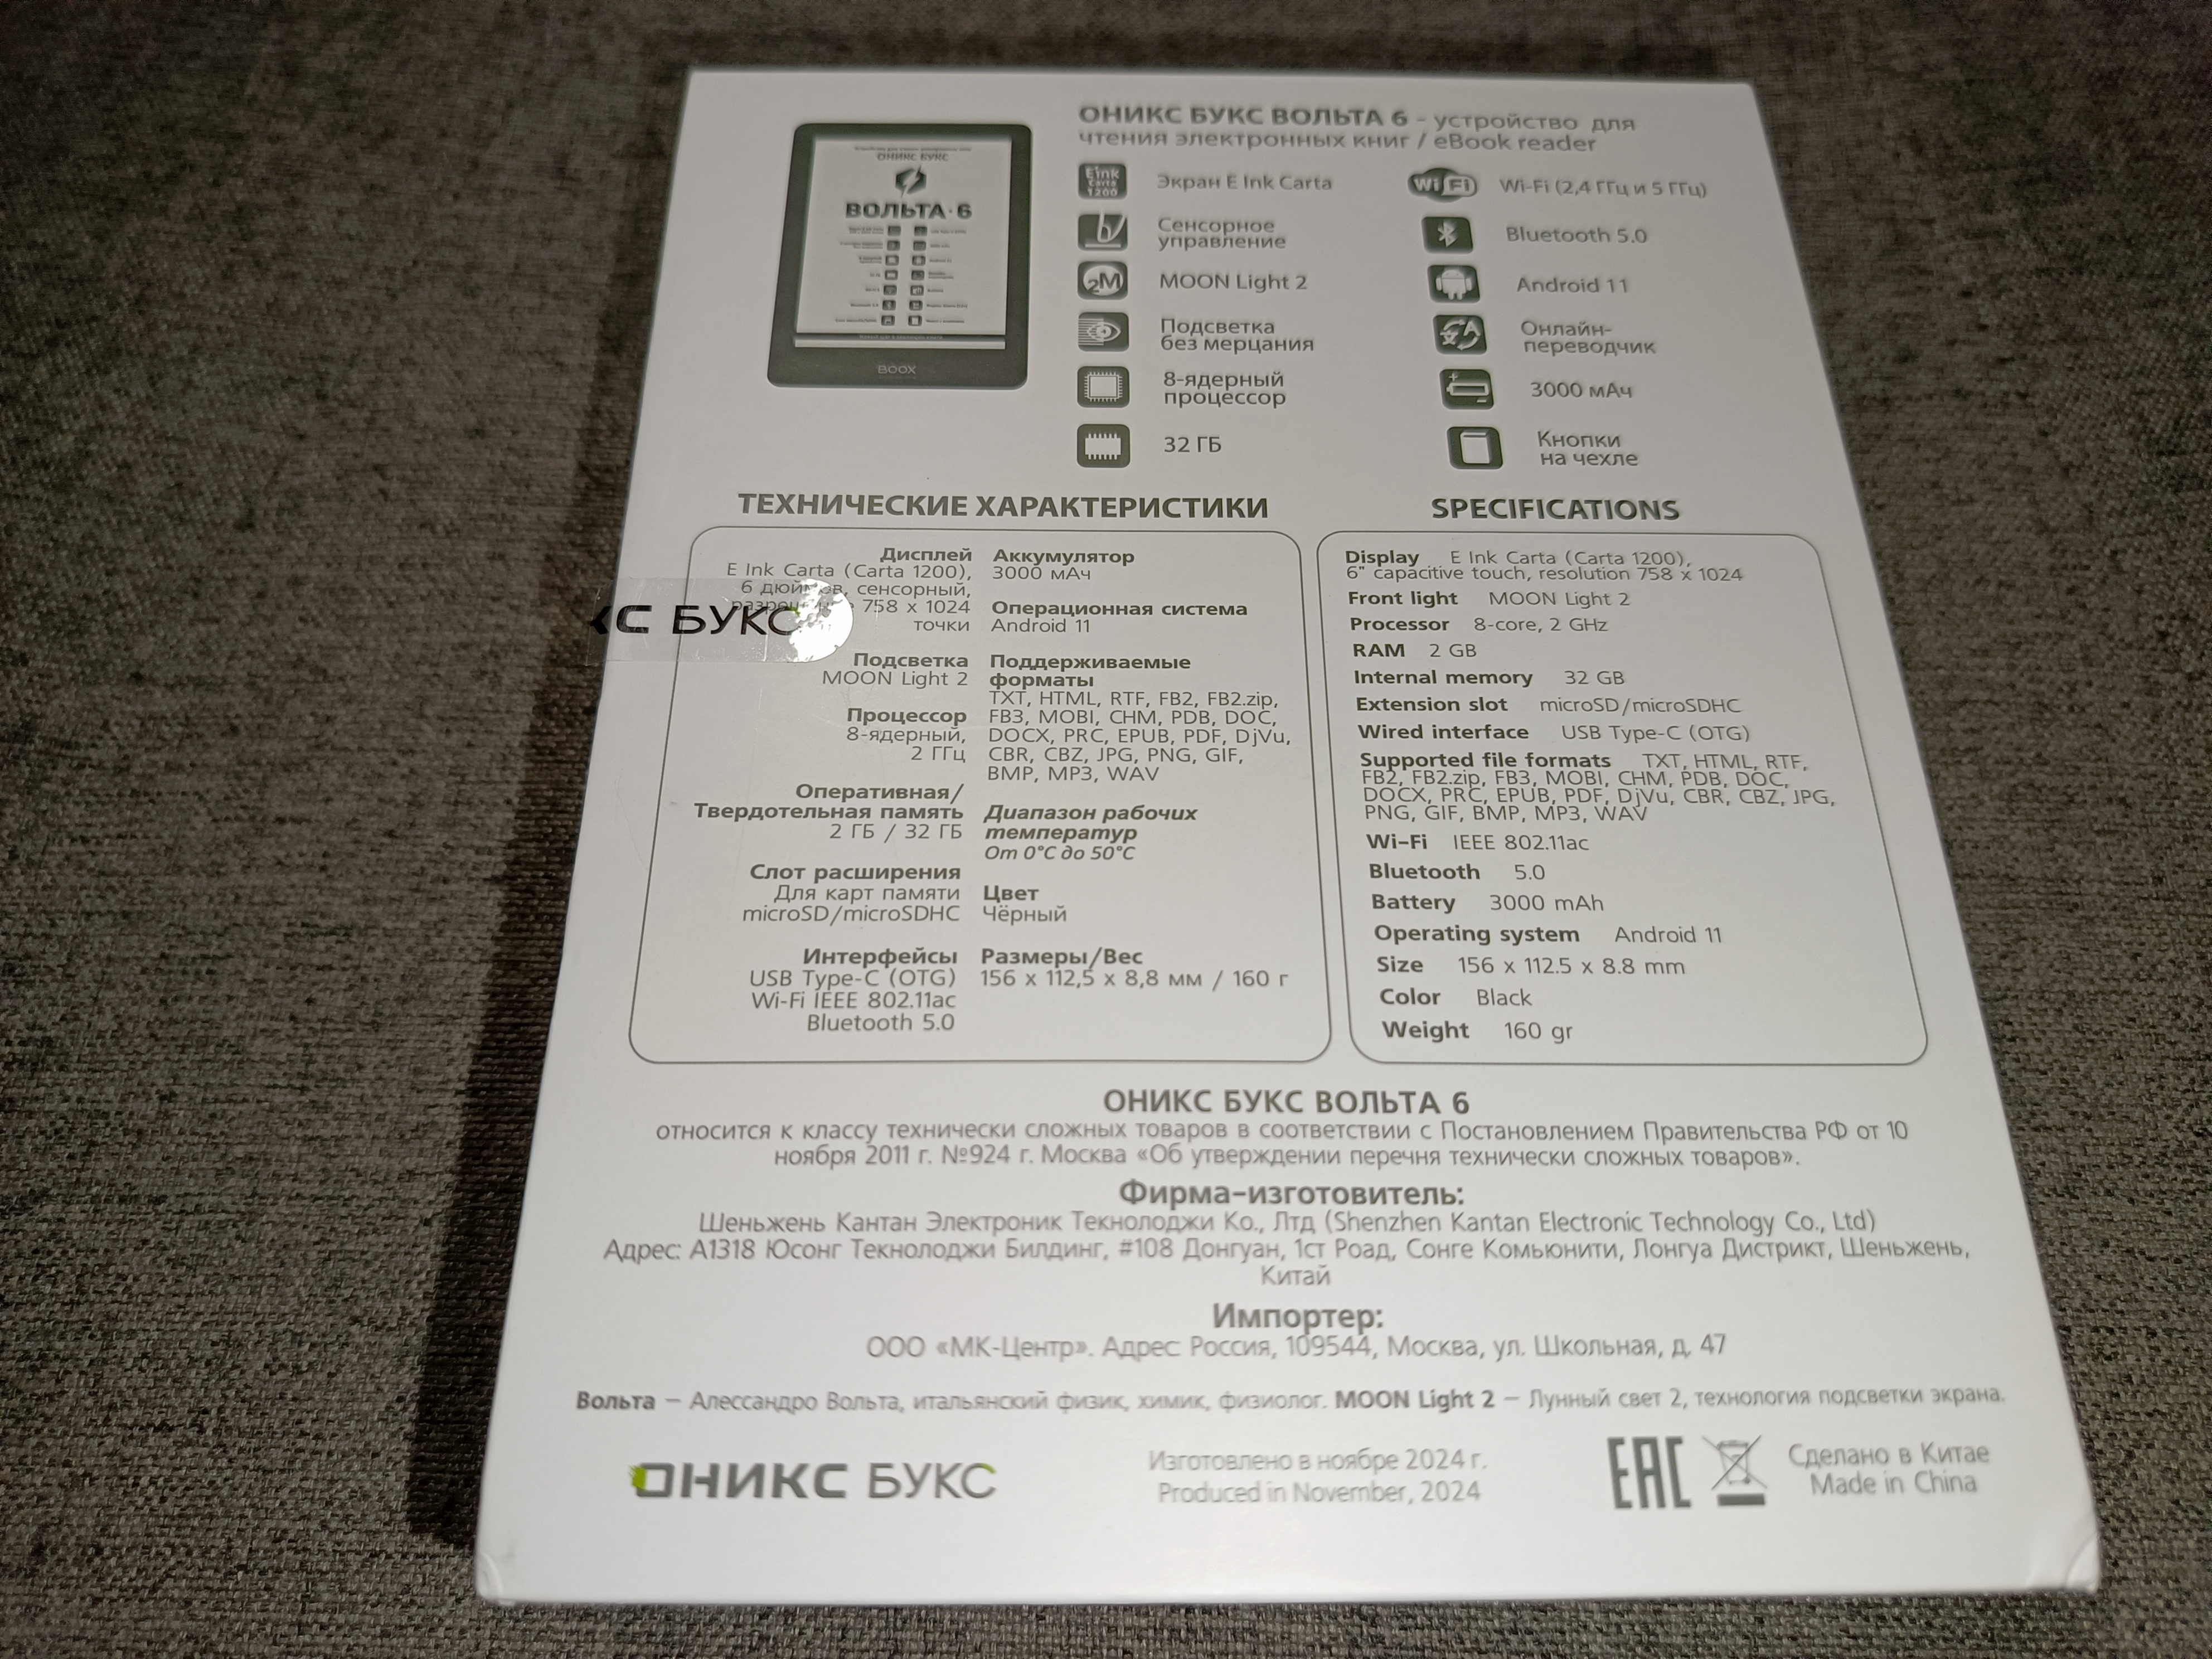 ОНИКС БУКС ВОЛЬТА 6 - устройство для
чтения электронных книг / eBook reader
ОНИКС БУКС
ВОЛЬТА·6
BOOX
E ink
Carta
1200
Экран E Ink Carta
Сенсорное
управление
2M
MOON Light 2
Подсветка
без мерцания
8-ядерный
процессор
32 ГБ
Wi Fi
Wi-Fi (2,4 ГГц и 5 ГГц)
Bluetooth 5.0
Android 11
Онлайн-
переводчик
3000 мАч
Кнопки
на чехле
ТЕХНИЧЕСКИЕ ХАРАКТЕРИСТИКИ
Дисплей
E Ink Carta (Carta 1200),
6 дюймов, сенсорный,
758 x 1024
точки
КС БУКС
Подсветка
MOON Light 2
Процессор
8-ядерный,
2 ГГц
Оперативная/
Твердотельная память
2 ГБ / 32 ГБ
Слот расширения
Для карт памяти
microSD/microSDHC
Интерфейсы
USB Type-C (OTG)
Wi-Fi IEEE 802.11ac
Bluetooth 5.0
Аккумулятор
3000 мАч
Операционная система
Android 11
Поддерживаемые
форматы
TXT, HTML, RTF, FB2, FB2.zip,
FB3, MOBI, CHM, PDB, DOC,
DOCX, PRC, EPUB, PDF, DjVu,
CBR, CBZ, JPG, PNG, GIF,
BMP, MP3, WAV
Диапазон рабочих
температур
От 0°C до 50°C
Цвет
Чёрный
Размеры/Вес
156 x 112,5 x 8,8 мм / 160 г
SPECIFICATIONS
Display E Ink Carta (Carta 1200),
6" capacitive touch, resolution 758 x 1024
Front light MOON Light 2
Processor 8-core, 2 GHz
RAM 2 GB
Internal memory 32 GB
Extension slot microSD/microSDHC
Wired interface USB Type-C (OTG)
Supported file formats TXT, HTML, RTF,
FB2, FB2.zip, FB3, MOBI, CHM, PDB, DOC,
DOCX, PRC, EPUB, PDF, DjVu, CBR, CBZ, JPG,
PNG, GIF, BMP, MP3, WAV
Wi-Fi IEEE 802.11ac
Bluetooth 5.0
Battery 3000 mAh
Operating system Android 11
Size 156 x 112.5 x 8.8 mm
Color Black
Weight 160 gr
ОНИКС БУКС ВОЛЬТА 6
относится к классу технически сложных товаров в соответствии с Постановлением Правительства РФ от 10
ноября 2011 г. №924 г. Москва «Об утверждении перечня технически сложных товаров».
Фирма-изготовитель:
Шеньжень Кантан Электроник Текнолоджи Ко., Лтд (Shenzhen Kantan Electronic Technology Co., Ltd)
Адрес: А1318 Юсонг Текнолоджи Билдинг, #108 Донгуан, 1ст Роад, Сонге Комьюнити, Лонгуа Дистрикт, Шеньжень,
Китай
Импортер:
ООО «МК-Центр». Адрес: Россия, 109544, Москва, ул. Школьная, д. 47
Вольта – Алессандро Вольта, итальянский физик, химик, физиолог. MOON Light 2 – Лунный свет 2, технология подсветки экрана.
ОНИКС БУКС
Изготовлено в ноябре 2024 г.
Produced in November, 2024
EAC
Сделано в Китае
Made in China